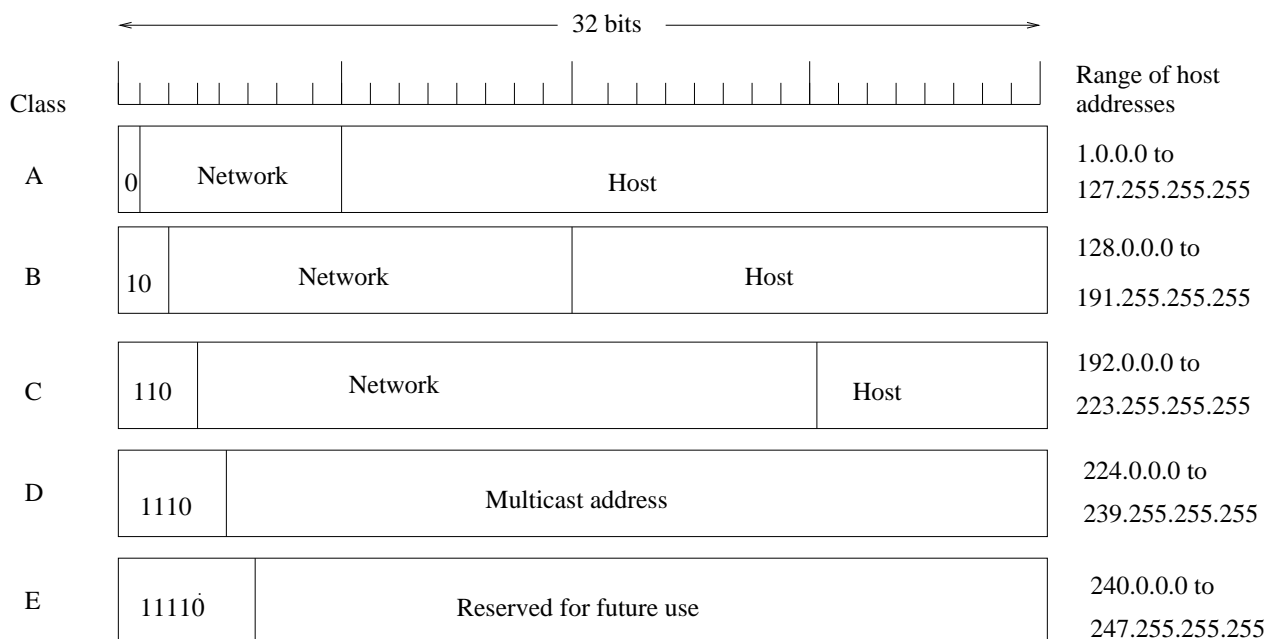 32 bits
Class
Range of host
addresses
A
0
Network
Host
1.0.0.0 to
127.255.255.255
B
10
Network
Host
128.0.0.0 to
191.255.255.255
C
110
Network
Host
192.0.0.0 to
223.255.255.255
D
1110
Multicast address
224.0.0.0 to
239.255.255.255
E
11110
Reserved for future use
240.0.0.0 to
247.255.255.255